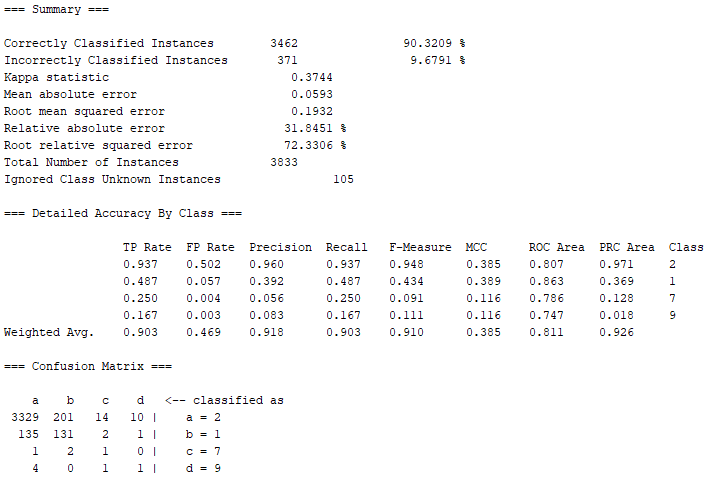 === Summary ===
Correctly Classified Instances 3462 90.3209 %
Incorrectly Classified Instances 371 9.6791 %
Kappa statistic 0.3744
Mean absolute error 0.0593
Root mean squared error 0.1932
Relative absolute error 31.8451 %
Root relative squared error 72.3306 %
Total Number of Instances 3833
Ignored Class Unknown Instances 105
=== Detailed Accuracy By Class ===
TP Rate FP Rate Precision Recall F-Measure MCC ROC Area PRC Area Class
0.937 0.502 0.960 0.937 0.948 0.385 0.807 0.971 2
0.487 0.057 0.392 0.487 0.434 0.389 0.863 0.369 1
0.250 0.004 0.056 0.250 0.091 0.116 0.786 0.128 7
0.167 0.003 0.083 0.167 0.111 0.116 0.747 0.018 9
Weighted Avg. 0.903 0.469 0.918 0.903 0.910 0.385 0.811 0.926
=== Confusion Matrix ===
a b c d <-- classified as
3329 201 14 10 | a = 2
135 131 2 1 | b = 1
1 2 1 0 | c = 7
4 0 1 1 | d = 9